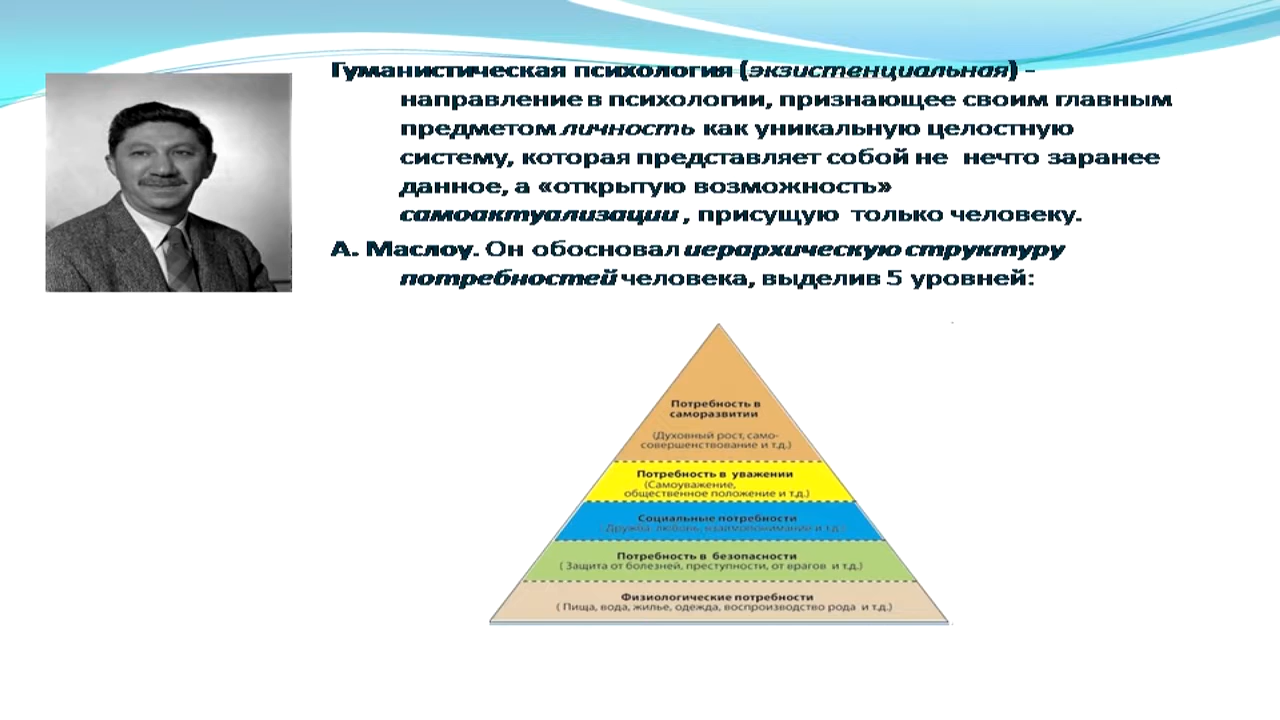 Гуманистическая психология (экзистенциальная) -
направление в психологии, признающее своим главным
предметом личность как уникальную целостную
систему, которая представляет собой не нечто заранее
данное, а «открытую возможность»
самоактуализации , присущую только человеку.
А. Маслоу. Он обосновал иерархическую структуру
потребностей человека, выделив 5 уровней:
Потребность в
саморазвитии
(Духовный рост, само-
совершенствование и т.д.)
Потребность в уважении
(Самоуважение,
общественное положение и т.д.)
Социальные потребности
Дружба, любовь, взаимопонимание и т.д.
Потребность в безопасности
( Защита от болезней, преступности, от врагов и т.д.)
Физиологические потребности
( Пища, вода, жилье, одежда, воспроизводство рода и т.д.)